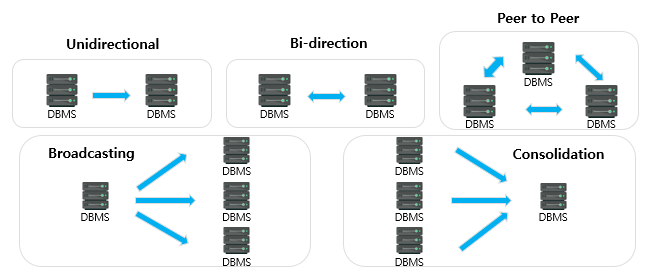 Unidirectional
DBMS
DBMS
Bi-direction
DBMS
DBMS
Peer to Peer
DBMS
DBMS
DBMS
Broadcasting
DBMS
DBMS
DBMS
DBMS
Consolidation
DBMS
DBMS
DBMS
DBMS